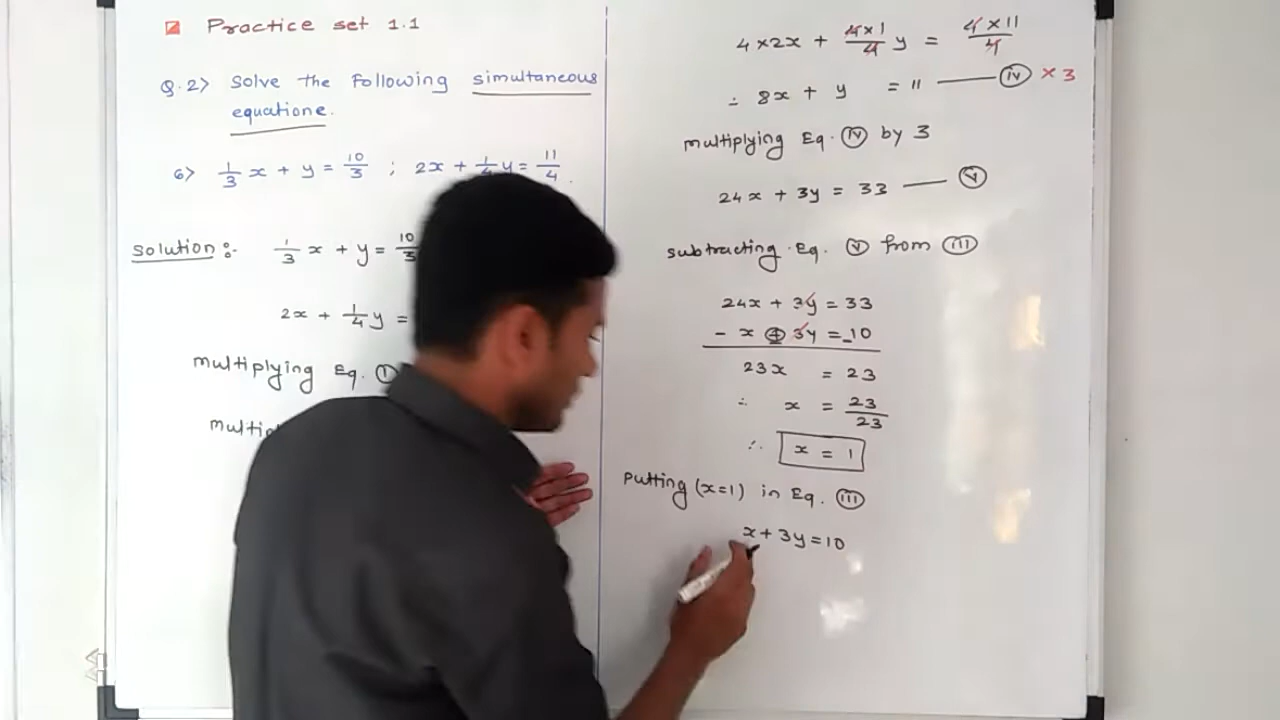 Practice set 1.1
Q.2> Solve the following simultaneous
equatione.
6> 1/3 x + y = 10/3 ; 2x + 1/4 y = 11/4
Solution :- 1/3 x + y = 10/3
2x + 1/4 y =
multiplying Eq. I
4×2x + 4×1/4 y = 4×11/4
∴ 8x + y = 11 — IV ×3
multiplying Eq. IV by 3
24x + 3y = 33 — V
subtracting Eq. V from III
24x + 3y = 33
- x + 3y = -10
23x = 23
∴ x = 23/23
∴ x = 1
Putting (x=1) in Eq. III
x + 3y = 10